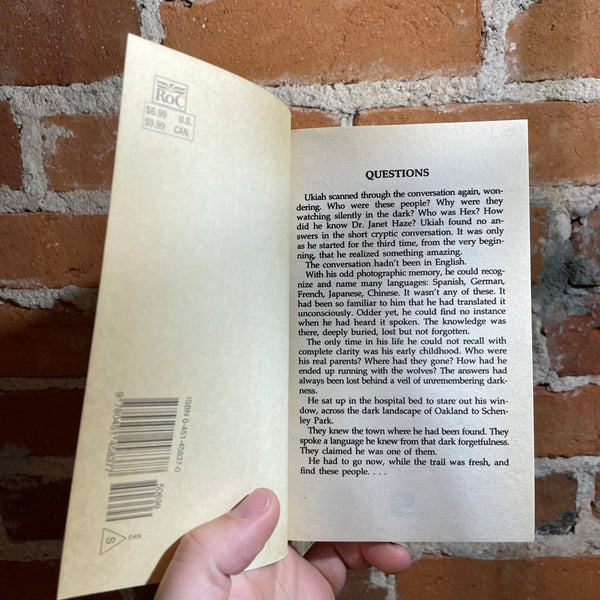 RoC
$6.99 U.S.
$9.99 CAN.
ISBN 0-451-45837-0
9 780451 458377
50699
S
EAN
QUESTIONS
Ukiah scanned through the conversation again, won-
dering. Who were these people? Why were they
watching silently in the dark? Who was Hex? How
did he know Dr. Janet Haze? Ukiah found no an-
swers in the short cryptic conversation. It was only
as he started for the third time, from the very begin-
ning, that he realized something amazing.
The conversation hadn't been in English.
With his odd photographic memory, he could recog-
nize and name many languages: Spanish, German,
French, Japanese, Chinese. It wasn't any of these. It
had been so familiar to him that he had translated it
unconsciously. Odder yet, he could find no instance
when he had heard it spoken. The knowledge was
there, deeply buried, lost but not forgotten.
The only time in his life he could not recall with
complete clarity was his early childhood. Who were
his real parents? Where had they gone? How had he
ended up running with the wolves? The answers had
always been lost behind a veil of unremembering dark-
ness.
He sat up in the hospital bed to stare out his win-
dow, across the dark landscape of Oakland to Schen-
ley Park.
They knew the town where he had been found. They
spoke a language he knew from that dark forgetfulness.
They claimed he was one of them.
He had to go now, while the trail was fresh, and
find these people. . . .